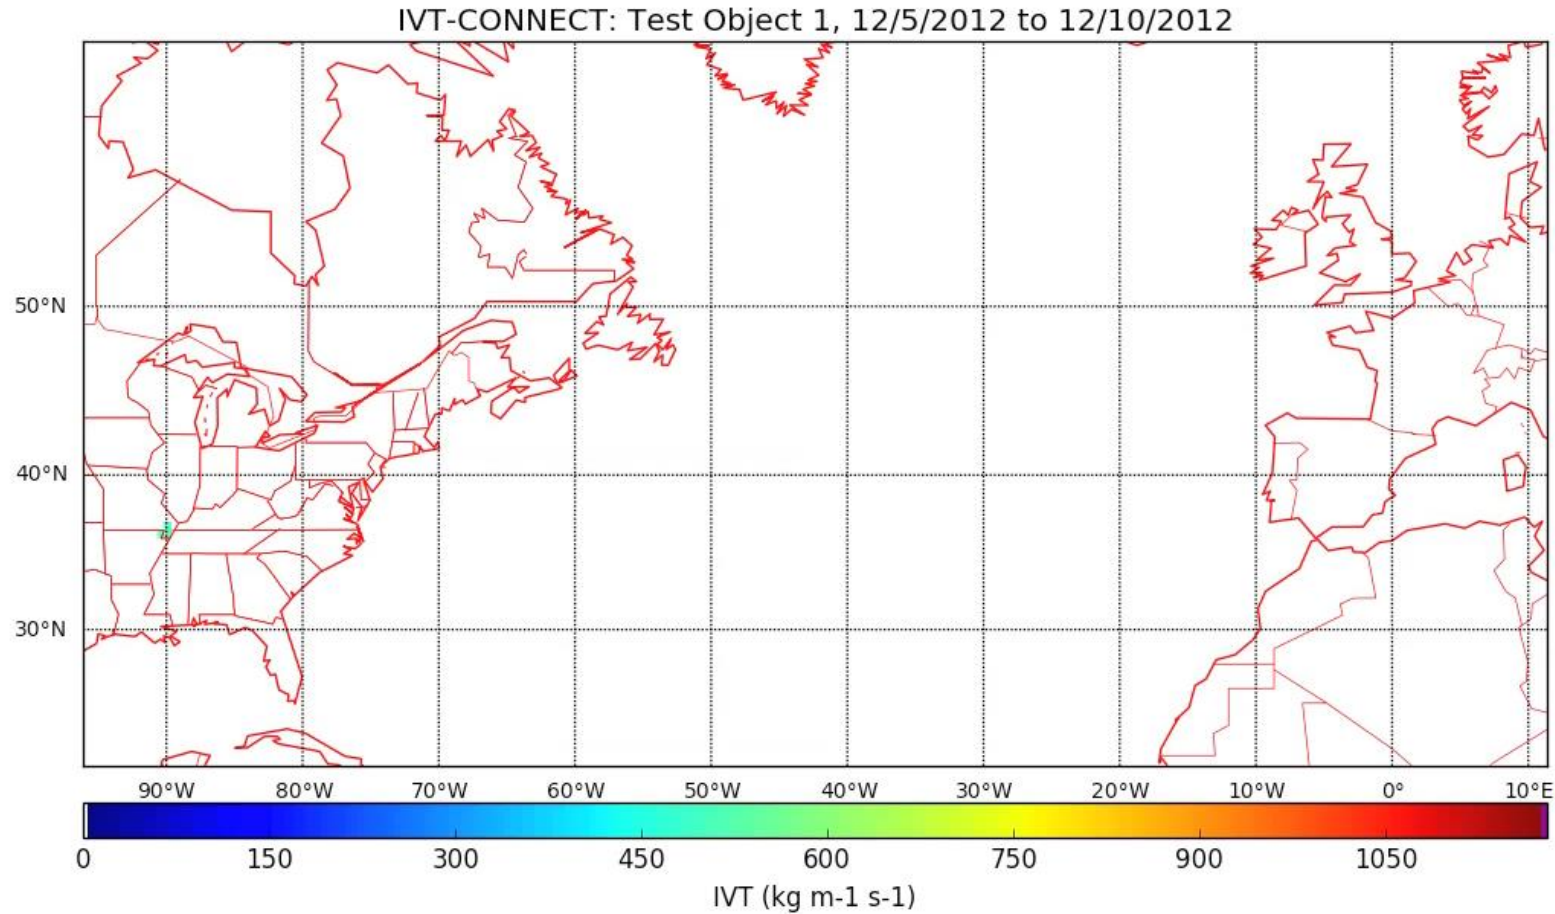 IVT-CONNECT: Test Object 1, 12/5/2012 to 12/10/2012
50°N
40°N
30°N
90°W 80°W 70°W 60°W 50°W 40°W 30°W 20°W 10°W 0° 10°E
0 150 300 450 600 750 900 1050
IVT (kg m-1 s-1)